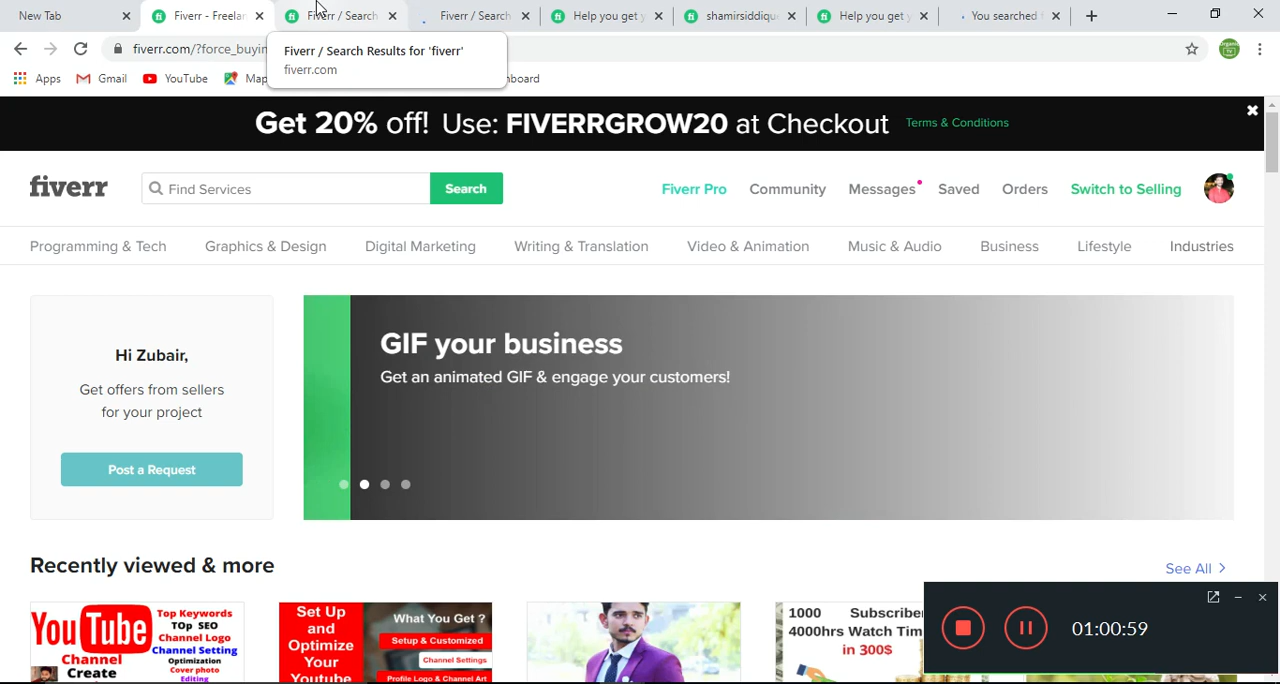 New Tab
Fiverr - Freelan
Fiverr / Search
Fiverr / Search
Help you get y
shamirsiddique
Help you get y
You searched f
fiverr.com/?force_buyin
Fiverr / Search Results for 'fiverr'
fiverr.com
Apps
Gmail
YouTube
Map
board
Get 20% off! Use: FIVERRGROW20 at Checkout
Terms & Conditions
fiverr
Find Services
Search
Fiverr Pro
Community
Messages
Saved
Orders
Switch to Selling
Programming & Tech
Graphics & Design
Digital Marketing
Writing & Translation
Video & Animation
Music & Audio
Business
Lifestyle
Industries
Hi Zubair,
Get offers from sellers
for your project
Post a Request
GIF your business
Get an animated GIF & engage your customers!
Recently viewed & more
See All
YouTube
Channel
Create
Top Keywords
TOp SEO
Channel Logo
Channel Setting
Optimization
Cover photo
Editing
Set Up
and
Optimize
Your
Youtube
What You Get ?
Setup & Customized
Channel Settings
Profile Logo & Channel Art
1000 Subscriber
4000hrs Watch Tim
in 300$
01:00:59